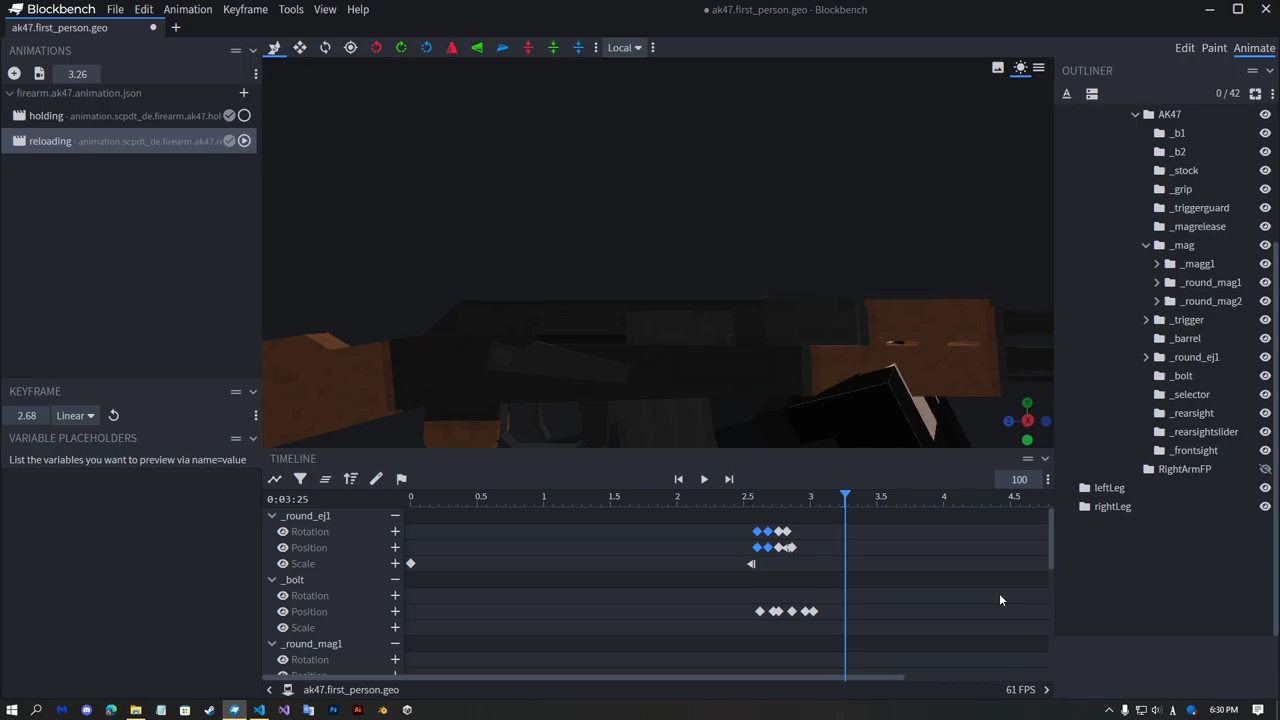 Blockbench File Edit Animation Keyframe Tools View Help
ak47.first_person.geo - Blockbench
ak47.first_person.geo
Local
Edit Paint Animate
ANIMATIONS
3.26
firearm.ak47.animation.json
holding - animation.scpdt_de.firearm.ak47.hol
reloading - animation.scpdt_de.firearm.ak47.r
KEYFRAME
2.68 Linear
VARIABLE PLACEHOLDERS
List the variables you want to preview via name=value
OUTLINER
0 / 42
AK47
_b1
_b2
_stock
_grip
_triggerguard
_magrelease
_mag
_magg1
_round_mag1
_round_mag2
_trigger
_barrel
_round_ej1
_bolt
_selector
_rearsight
_rearsightslider
_frontsight
RightArmFP
leftLeg
rightLeg
TIMELINE
100
0:03:25
0 0.5 1 1.5 2 2.5 3 3.5 4 4.5
_round_ej1
Rotation
Position
Scale
_bolt
Rotation
Position
Scale
_round_mag1
Rotation
ak47.first_person.geo
61 FPS
6:30 PM